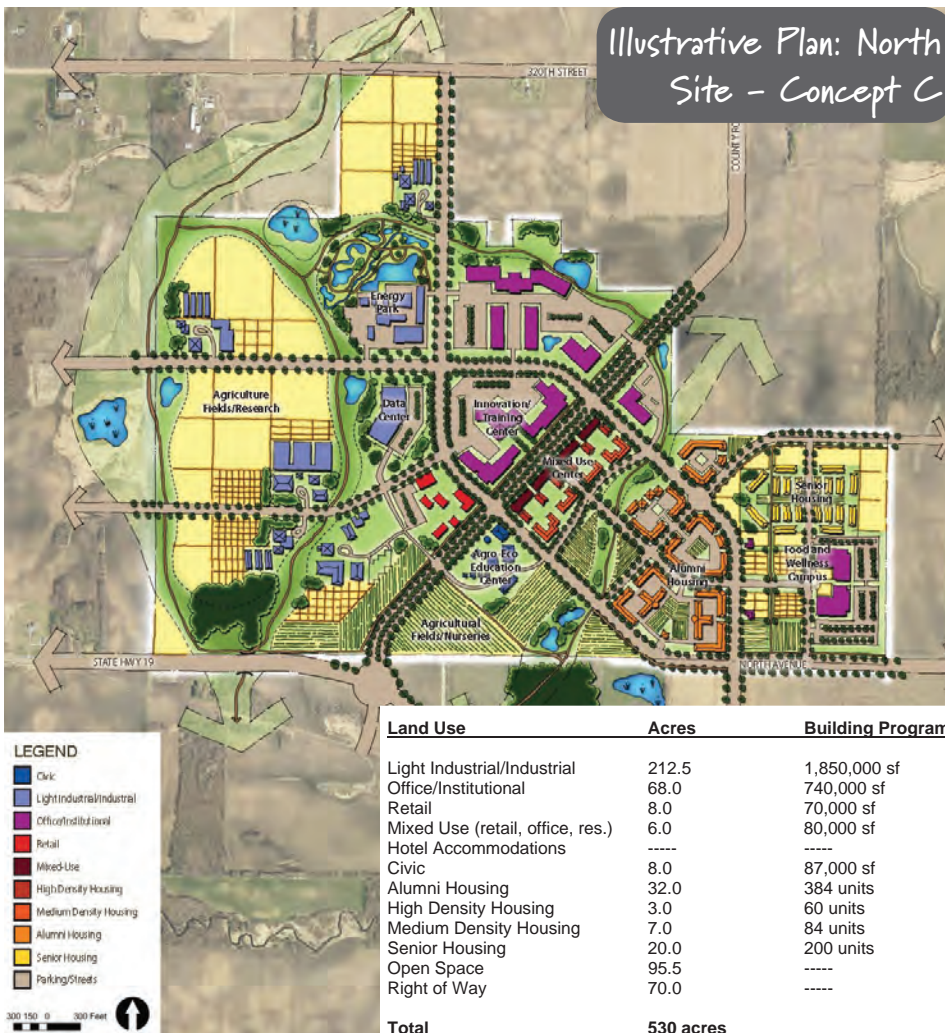 Illustrative Plan: North
Site - Concept C
320TH STREET
COUNTY RO
Energy
Park
Agriculture
Fields/Research
Data
Center
Innovation/
Training
Center
Mixed Use
Center
Senior
Housing
Agro-Eco
Education
Center
Alumni
Housing
Food and
Wellness
Campus
Agricultural
Fields/Nurseries
STATE HWY 19
NORTH AVENUE
LEGEND
Civic
Light Industrial/Industrial
Office/Institutional
Retail
Mixed-Use
High Density Housing
Medium Density Housing
Alumni Housing
Senior Housing
Parking/Streets
300 150 0 300 Feet
Land Use Acres Building Program
Light Industrial/Industrial 212.5 1,850,000 sf
Office/Institutional 68.0 740,000 sf
Retail 8.0 70,000 sf
Mixed Use (retail, office, res.) 6.0 80,000 sf
Hotel Accommodations ----- -----
Civic 8.0 87,000 sf
Alumni Housing 32.0 384 units
High Density Housing 3.0 60 units
Medium Density Housing 7.0 84 units
Senior Housing 20.0 200 units
Open Space 95.5 -----
Right of Way 70.0 -----
Total 530 acres